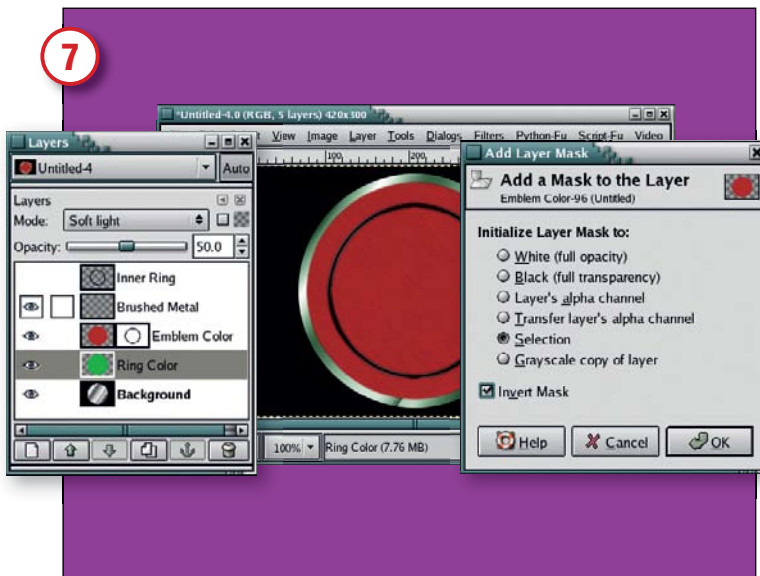 7
*Untitled-4.0 (RGB, 5 layers) 420x300
View Image Layer Tools Dialogs Filters Python-Fu Script-Fu Video
100 200
Layers
Untitled-4
Auto
Layers
Mode: Soft light
Opacity: 50.0
Inner Ring
Brushed Metal
Emblem Color
Ring Color
Background
100% Ring Color (7.76 MB)
Add Layer Mask
Add a Mask to the Layer
Emblem Color-96 (Untitled)
Initialize Layer Mask to:
White (full opacity)
Black (full transparency)
Layer's alpha channel
Transfer layer's alpha channel
Selection
Grayscale copy of layer
Invert Mask
Help Cancel OK